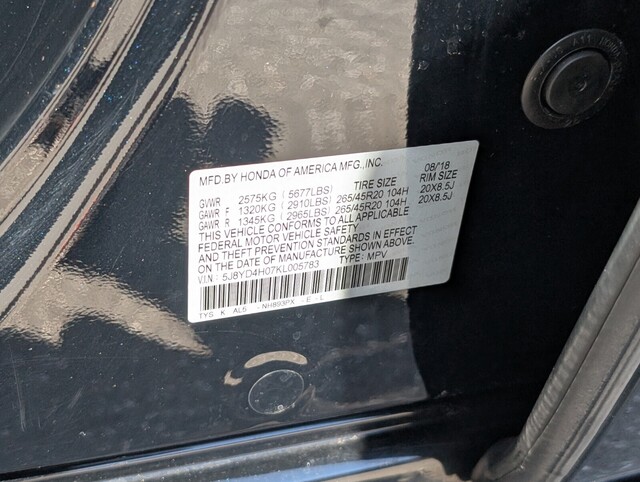 MFD.BY HONDA OF AMERICA MFG.,INC. 08/'18
TIRE SIZE RIM SIZE
GVWR 2575KG ( 5677LBS)
GAWR F 1320KG ( 2910LBS) 265/45R20 104H 20X8.5J
GAWR R 1345KG ( 2965LBS) 265/45R20 104H 20X8.5J
THIS VEHICLE CONFORMS TO ALL APPLICABLE
FEDERAL MOTOR VEHICLE SAFETY
AND THEFT PREVENTION STANDARDS IN EFFECT
ON THE DATE OF MANUFACTURE SHOWN ABOVE.
V.I.N: 5J8YD4H07KL005783 TYPE: MPV
TYS K AL5 - NH893PX - E - L